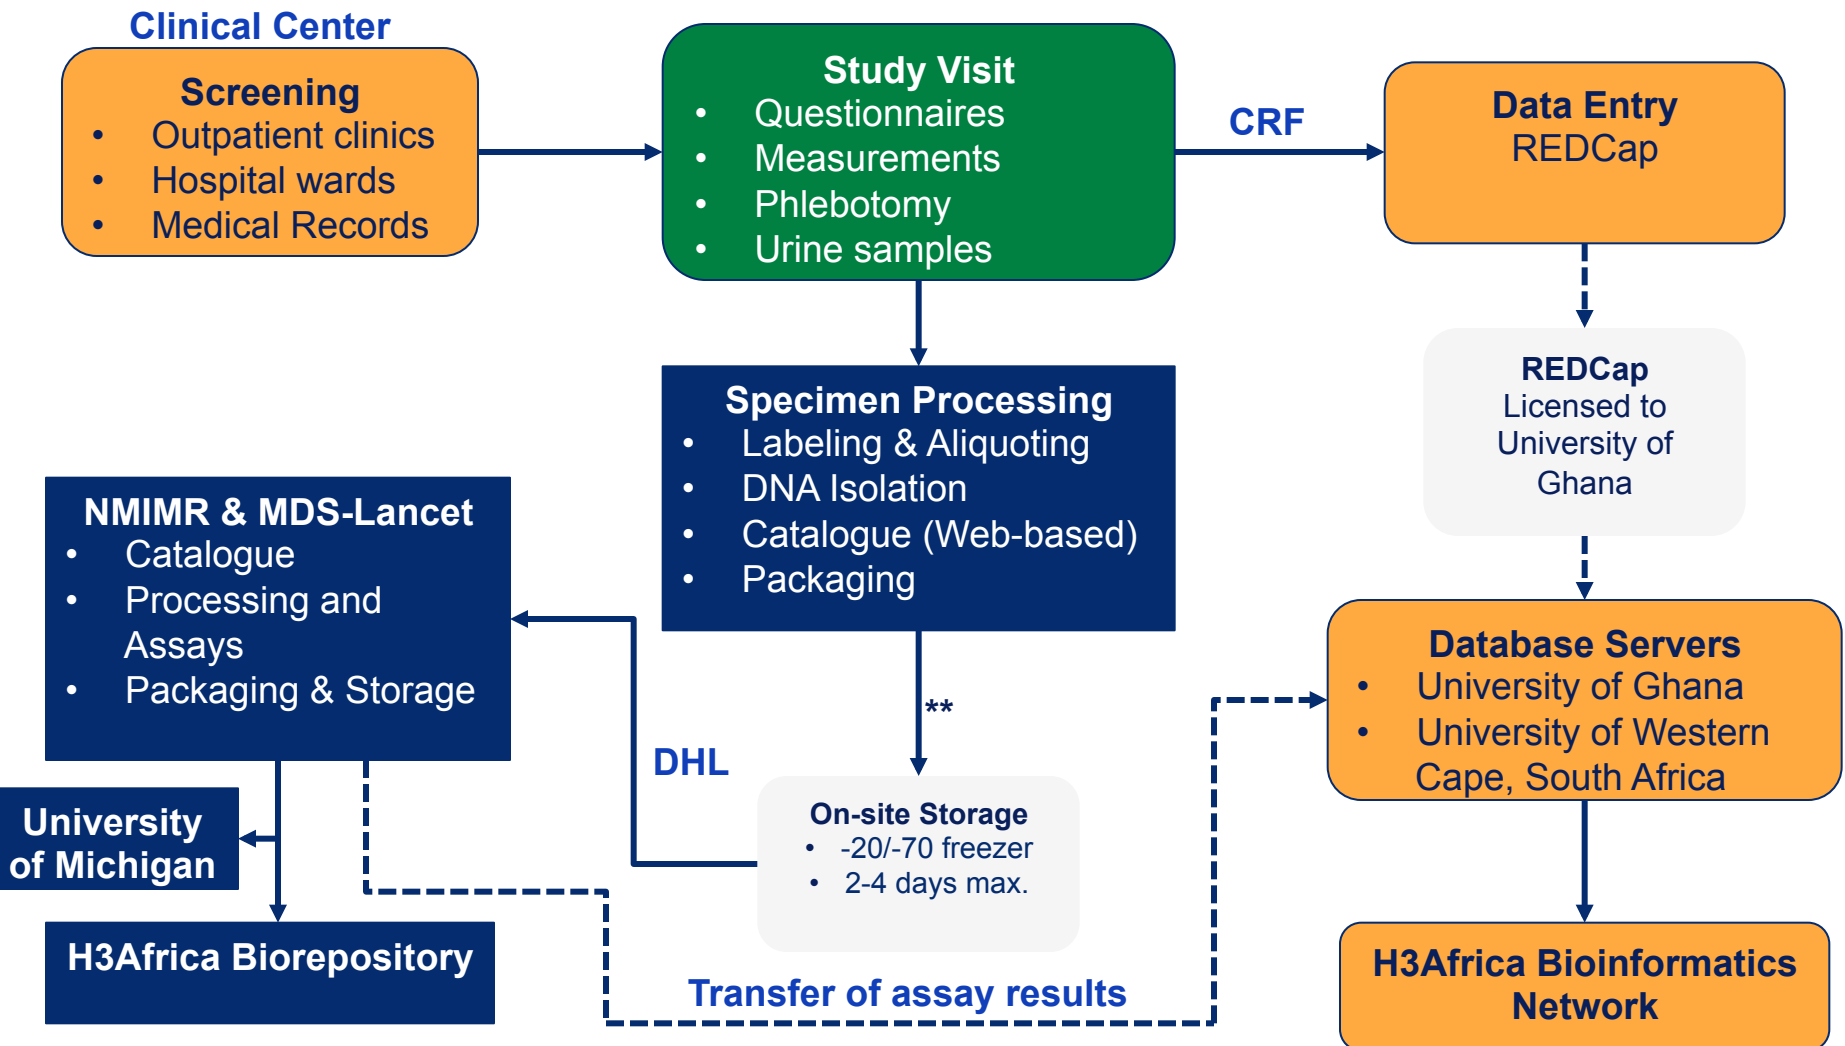 Clinical Center
Screening
• Outpatient clinics
• Hospital wards
• Medical Records
Study Visit
• Questionnaires
• Measurements
• Phlebotomy
• Urine samples
CRF
Data Entry
REDCap
REDCap
Licensed to
University of
Ghana
Specimen Processing
• Labeling & Aliquoting
• DNA Isolation
• Catalogue (Web-based)
• Packaging
NMIMR & MDS-Lancet
• Catalogue
• Processing and
Assays
• Packaging & Storage
Database Servers
• University of Ghana
• University of Western
Cape, South Africa
**
DHL
On-site Storage
• -20/-70 freezer
• 2-4 days max.
University
of Michigan
H3Africa Biorepository
Transfer of assay results
H3Africa Bioinformatics
Network